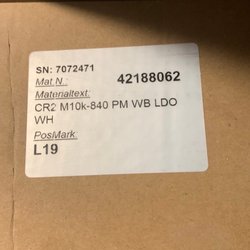 SN: 7072471
Mat N.: 42188062
Materialtext:
CR2 M10k-840 PM WB LDO
WH
PosMark:
L19